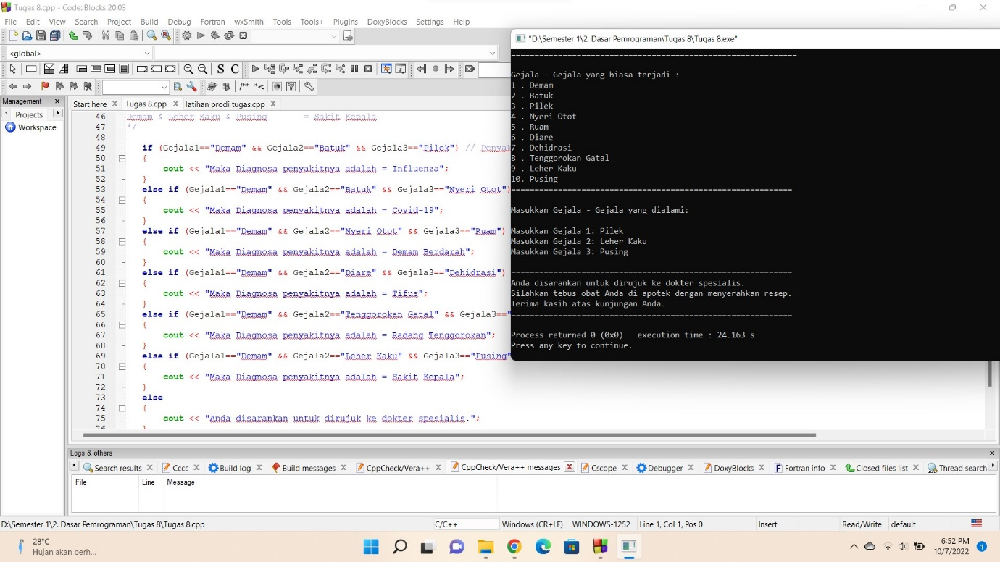 Tugas 8.cpp - Code::Blocks 20.03
File Edit View Search Project Build Debug Fortran wxSmith Tools Tools+ Plugins DoxyBlocks Settings Help
<global>
S C
/** *<
Management
Projects
Workspace
Start here Tugas 8.cpp latihan prodi tugas.cpp
46 Demam & Leher Kaku & Pusing = Sakit Kepala
47 */
48
49 if (Gejala1=="Demam" && Gejala2=="Batuk" && Gejala3=="Pilek") // Penyak
50 {
51 cout << "Maka Diagnosa penyakitnya adalah = Influenza";
52 }
53 else if (Gejala1=="Demam" && Gejala2=="Batuk" && Gejala3=="Nyeri Otot")
54 {
55 cout << "Maka Diagnosa penyakitnya adalah = Covid-19";
56 }
57 else if (Gejala1=="Demam" && Gejala2=="Nyeri Otot" && Gejala3=="Ruam")
58 {
59 cout << "Maka Diagnosa penyakitnya adalah = Demam Berdarah";
60 }
61 else if (Gejala1=="Demam" && Gejala2=="Diare" && Gejala3=="Dehidrasi")
62 {
63 cout << "Maka Diagnosa penyakitnya adalah = Tifus";
64 }
65 else if (Gejala1=="Demam" && Gejala2=="Tenggorokan Gatal" && Gejala3=="
66 {
67 cout << "Maka Diagnosa penyakitnya adalah = Radang Tenggorokan";
68 }
69 else if (Gejala1=="Demam" && Gejala2=="Leher Kaku" && Gejala3=="Pusing"
70 {
71 cout << "Maka Diagnosa penyakitnya adalah = Sakit Kepala";
72 }
73 else
74 {
75 cout << "Anda disarankan untuk dirujuk ke dokter spesialis.";
76 }
"D:\Semester 1\2. Dasar Pemrograman\Tugas 8\Tugas 8.exe"
=============================================================
Gejala - Gejala yang biasa terjadi :
1 . Demam
2 . Batuk
3 . Pilek
4 . Nyeri Otot
5 . Ruam
6 . Diare
7 . Dehidrasi
8 . Tenggorokan Gatal
9 . Leher Kaku
10. Pusing
============================================================
Masukkan Gejala - Gejala yang dialami:
Masukkan Gejala 1: Pilek
Masukkan Gejala 2: Leher Kaku
Masukkan Gejala 3: Pusing
============================================================
Anda disarankan untuk dirujuk ke dokter spesialis.
Silahkan tebus obat Anda di apotek dengan menyerahkan resep.
Terima kasih atas kunjungan Anda.
============================================================
Process returned 0 (0x0) execution time : 24.163 s
Press any key to continue.
Logs & others
Search results Cccc Build log Build messages CppCheck/Vera++ CppCheck/Vera++ messages Cscope Debugger DoxyBlocks Fortran info Closed files list Thread search
File Line Message
D:\Semester 1\2. Dasar Pemrograman\Tugas 8\Tugas 8.cpp C/C++ Windows (CR+LF) WINDOWS-1252 Line 1, Col 1, Pos 0 Insert Read/Write default
28°C
Hujan akan berh...
6:52 PM
10/7/2022
1